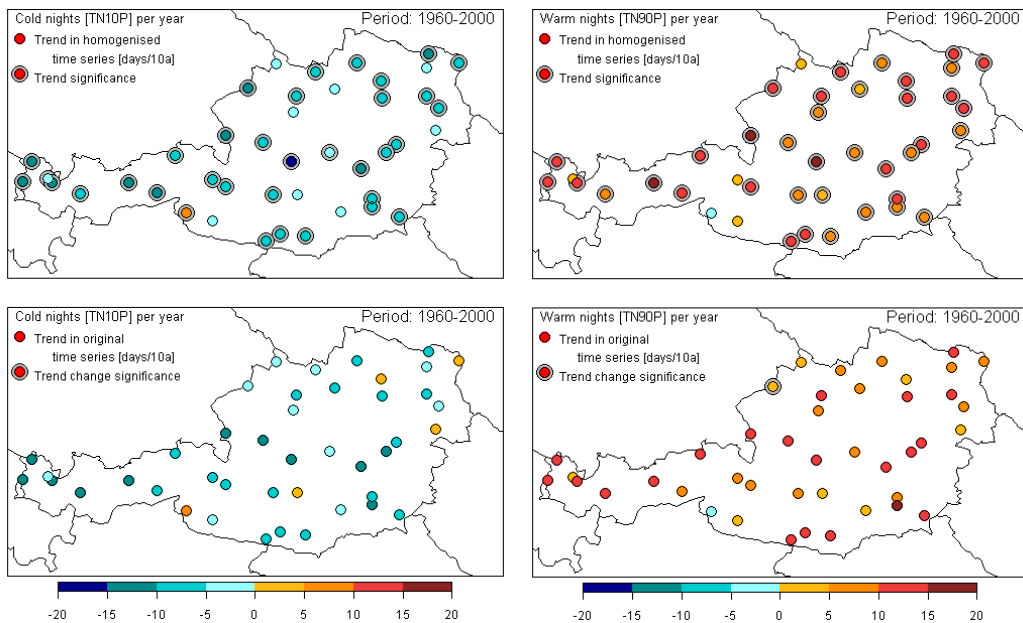 Cold nights [TN10P] per year
Period: 1960-2000
Trend in homogenised
time series [days/10a]
Trend significance
Warm nights [TN90P] per year
Period: 1960-2000
Trend in homogenised
time series [days/10a]
Trend significance
Cold nights [TN10P] per year
Period: 1960-2000
Trend in original
time series [days/10a]
Trend change significance
Warm nights [TN90P] per year
Period: 1960-2000
Trend in original
time series [days/10a]
Trend change significance
-20 -15 -10 -5 0 5 10 15 20
-20 -15 -10 -5 0 5 10 15 20